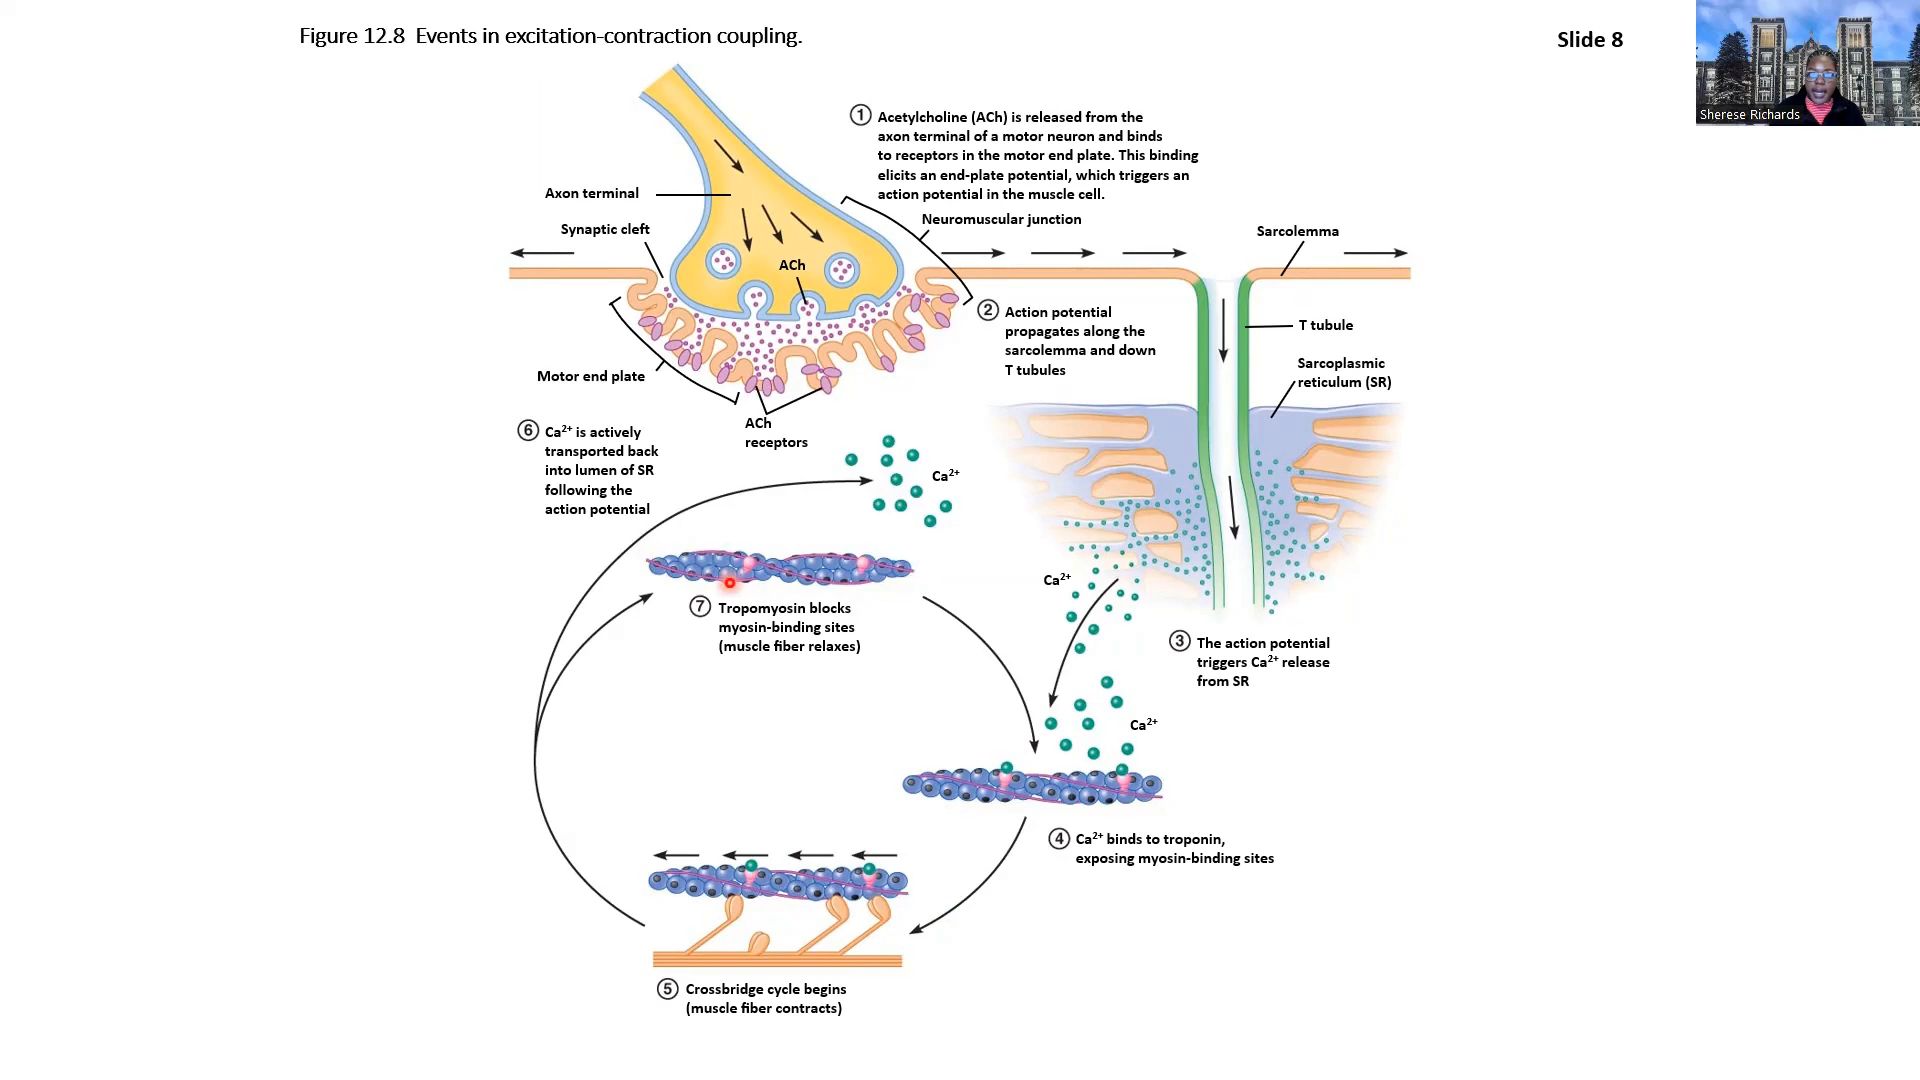 Figure 12.8 Events in excitation-contraction coupling.
Slide 8
Sherese Richards
① Acetylcholine (ACh) is released from the
axon terminal of a motor neuron and binds
to receptors in the motor end plate. This binding
elicits an end-plate potential, which triggers an
action potential in the muscle cell.
Axon terminal
Neuromuscular junction
Synaptic cleft
Sarcolemma
ACh
② Action potential
propagates along the
sarcolemma and down
T tubules
T tubule
Sarcoplasmic
reticulum (SR)
Motor end plate
ACh
receptors
⑥ Ca²⁺ is actively
transported back
into lumen of SR
following the
action potential
Ca²⁺
Ca²⁺
⑦ Tropomyosin blocks
myosin-binding sites
(muscle fiber relaxes)
③ The action potential
triggers Ca²⁺ release
from SR
Ca²⁺
④ Ca²⁺ binds to troponin,
exposing myosin-binding sites
⑤ Crossbridge cycle begins
(muscle fiber contracts)